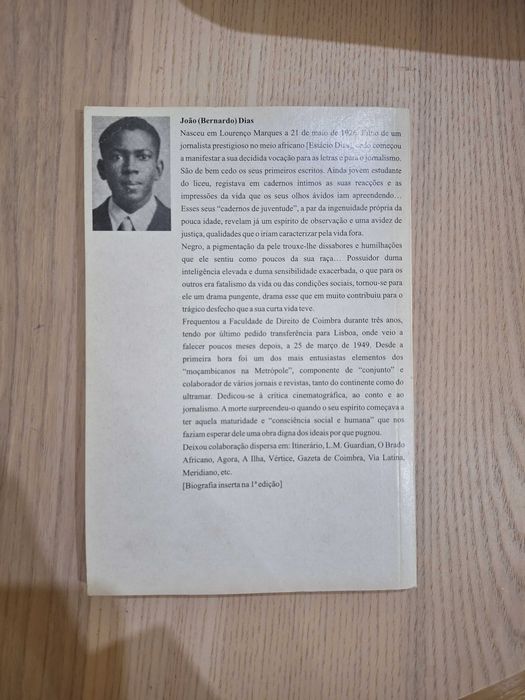 João (Bernardo) Dias
Nasceu em Lourenço Marques a 21 de maio de 1926. Filho de um
jornalista prestigioso no meio africano [Estácio Dias], cedo começou
a manifestar a sua decidida vocação para as letras e para o jornalismo.
São de bem cedo os seus primeiros escritos. Ainda jovem estudante
do liceu, registava em cadernos íntimos as suas reacções e as
impressões da vida que os seus olhos ávidos iam apreendendo…
Esses seus “cadernos de juventude”, a par da ingenuidade própria da
pouca idade, revelam já um espírito de observação e uma avidez de
justiça, qualidades que o iriam caracterizar pela vida fora.
Negro, a pigmentação da pele trouxe-lhe dissabores e humilhações
que ele sentiu como poucos da sua raça… Possuidor duma
inteligência elevada e duma sensibilidade exacerbada, o que para os
outros era fatalismo da vida ou das condições sociais, tornou-se para
ele um drama pungente, drama esse que em muito contribuiu para o
trágico desfecho que a sua curta vida teve.
Frequentou a Faculdade de Direito de Coimbra durante três anos,
tendo por último pedido transferência para Lisboa, onde veio a
falecer poucos meses depois, a 25 de março de 1949. Desde a
primeira hora foi um dos mais entusiastas elementos dos
“moçambicanos na Metrópole”, componente de “conjunto” e
colaborador de vários jornais e revistas, tanto do continente como do
ultramar. Dedicou-se à crítica cinematográfica, ao conto e ao
jornalismo. A morte surpreendeu-o quando o seu espírito começava a
ter aquela maturidade e “consciência social e humana” que nos
faziam esperar dele uma obra digna dos ideais por que pugnou.
Deixou colaboração dispersa em: Itinerário, L.M. Guardian, O Brado
Africano, Agora, A Ilha, Vértice, Gazeta de Coimbra, Via Latina,
Meridiano, etc.
[Biografia inserta na 1ª edição]